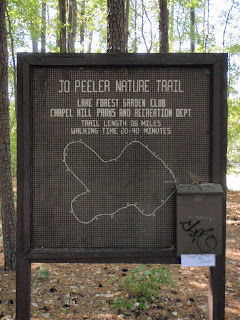 JO PEELER NATURE TRAIL
LAKE FOREST GARDEN CLUB
CHAPEL HILL PARKS AND RECREATION DEPT
TRAIL LENGTH 06 MILES
WALKING TIME 20-40 MINUTES